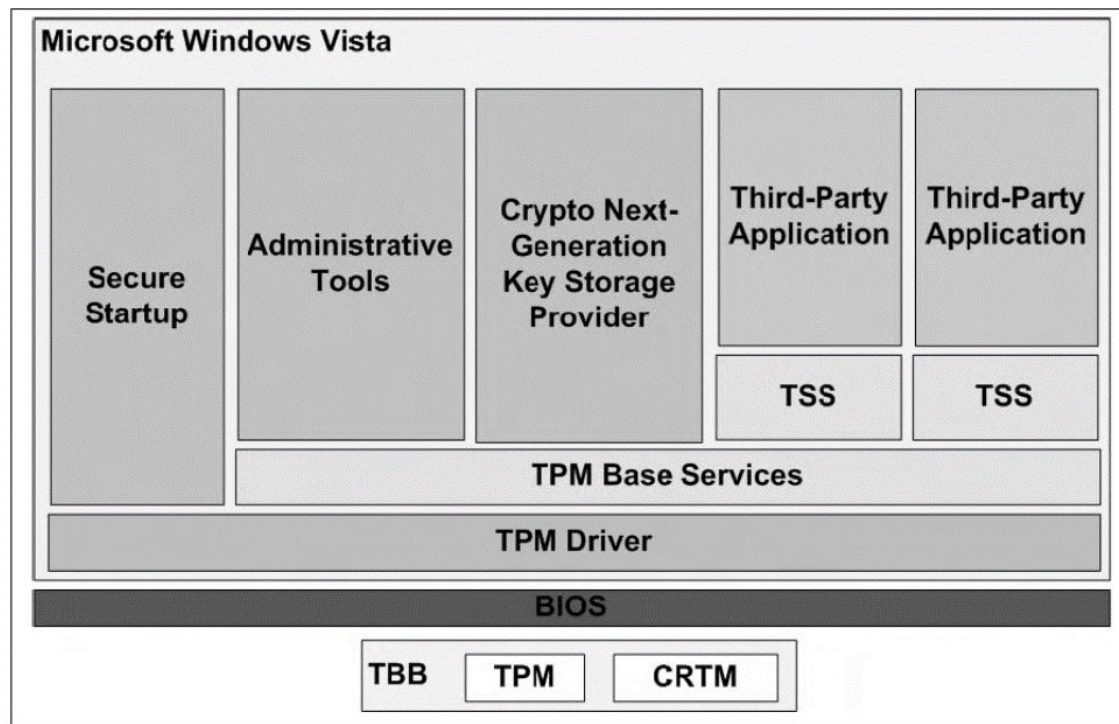 Microsoft Windows Vista
Secure
Startup
Administrative
Tools
Crypto Next-
Generation
Key Storage
Provider
Third-Party
Application
Third-Party
Application
TSS
TSS
TPM Base Services
TPM Driver
BIOS
TBB
TPM
CRTM